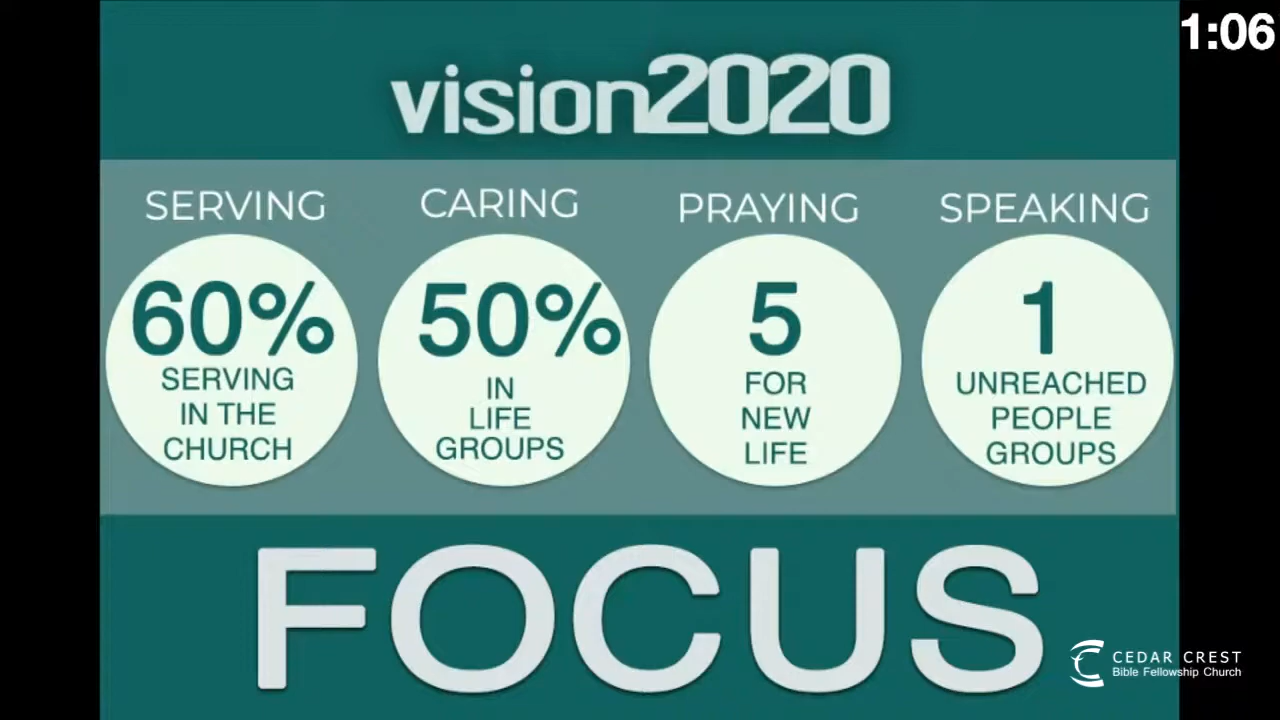 1:06
vision2020
SERVING
60%
SERVING
IN THE
CHURCH
CARING
50%
IN
LIFE
GROUPS
PRAYING
5
FOR
NEW
LIFE
SPEAKING
1
UNREACHED
PEOPLE
GROUPS
FOCUS
CEDAR CREST
Bible Fellowship Church